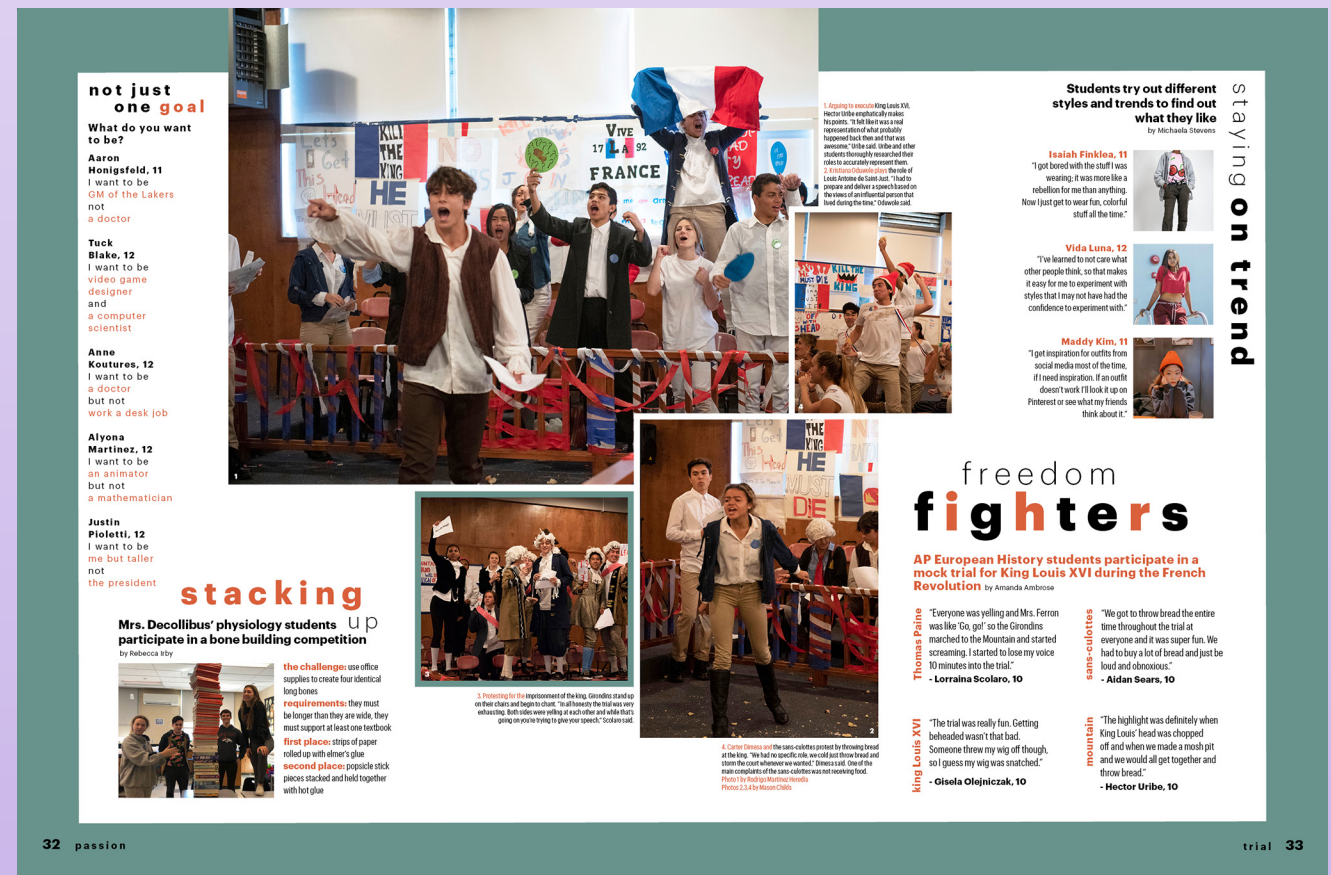 not just
one goal
What do you want
to be?
Aaron
Honigsfeld, 11
I want to be
GM of the Lakers
not
a doctor
Tuck
Blake, 12
I want to be
video game
designer
and
a computer
scientist
Anne
Koutures, 12
I want to be
a doctor
but not
work a desk job
Alyona
Martinez, 12
I want to be
an animator
but not
a mathematician
Justin
Pioletti, 12
I want to be
me but taller
not
the president
stacking
up
Mrs. Decollibus' physiology students
participate in a bone building competition
by Rebecca Irby
the challenge: use office
supplies to create four identical
long bones
requirements: they must
be longer than they are wide, they
must support at least one textbook
first place: strips of paper
rolled up with elmer's glue
second place: popsicle stick
pieces stacked and held together
with hot glue
KILL
THE
KING
HE
MUST
Let's
Get
This
Head
VIVE
17 LA 92
FRANCE
1
1. Arguing to execute King Louis XVI,
Hector Uribe emphatically makes
his points. "It felt like it was a real
representation of what probably
happened back then and that was
awesome," Uribe said. Uribe and other
students thoroughly researched their
roles to accurately represent them.
2. Kristiana Oduwole plays the role of
Louis Antoine de Saint-Just. "I had to
prepare and deliver a speech based on
the views of an influential person that
lived during the time," Oduwole said.
HE
MUST DIE
KILL THE
KING
OFF
WITH
HEAD
4
3
3. Protesting for the imprisonment of the king, Girondins stand up
on their chairs and begin to chant. "In all honesty the trial was very
exhausting. Both sides were yelling at each other and while that's
going on you're trying to give your speech," Scolaro said.
THE
KING
HE
MUST
DIE
2
4. Carter Dimesa and the sans-culottes protest by throwing bread
at the king. "We had no specific role, we cold just throw bread and
storm the court whenever we wanted," Dimesa said. One of the
main complaints of the sans-culottes was not receiving food.
Photo 1 by Rodrigo Martinez Heredia
Photos 2,3,4 by Mason Childs
Students try out different
styles and trends to find out
what they like
by Michaela Stevens
staying on trend
Isaiah Finklea, 11
"I got bored with the stuff I was
wearing; it was more like a
rebellion for me than anything.
Now I just get to wear fun, colorful
stuff all the time."
Vida Luna, 12
"I've learned to not care what
other people think, so that makes
it easy for me to experiment with
styles that I may not have had the
confidence to experiment with."
Maddy Kim, 11
"I get inspiration for outfits from
social media most of the time,
if I need inspiration. If an outfit
doesn't work I'll look it up on
Pinterest or see what my friends
think about it."
freedom
fighters
AP European History students participate in a
mock trial for King Louis XVI during the French
Revolution by Amanda Ambrose
Thomas Paine
"Everyone was yelling and Mrs. Ferron
was like 'Go, go!' so the Girondins
marched to the Mountain and started
screaming. I started to lose my voice
10 minutes into the trial."
- Lorraina Scolaro, 10
sans-culottes
"We got to throw bread the entire
time throughout the trial at
everyone and it was super fun. We
had to buy a lot of bread and just be
loud and obnoxious."
- Aidan Sears, 10
king Louis XVI
"The trial was really fun. Getting
beheaded wasn't that bad.
Someone threw my wig off though,
so I guess my wig was snatched."
- Gisela Olejniczak, 10
mountain
"The highlight was definitely when
King Louis' head was chopped
off and when we made a mosh pit
and we would all get together and
throw bread."
- Hector Uribe, 10
32 passion
trial 33